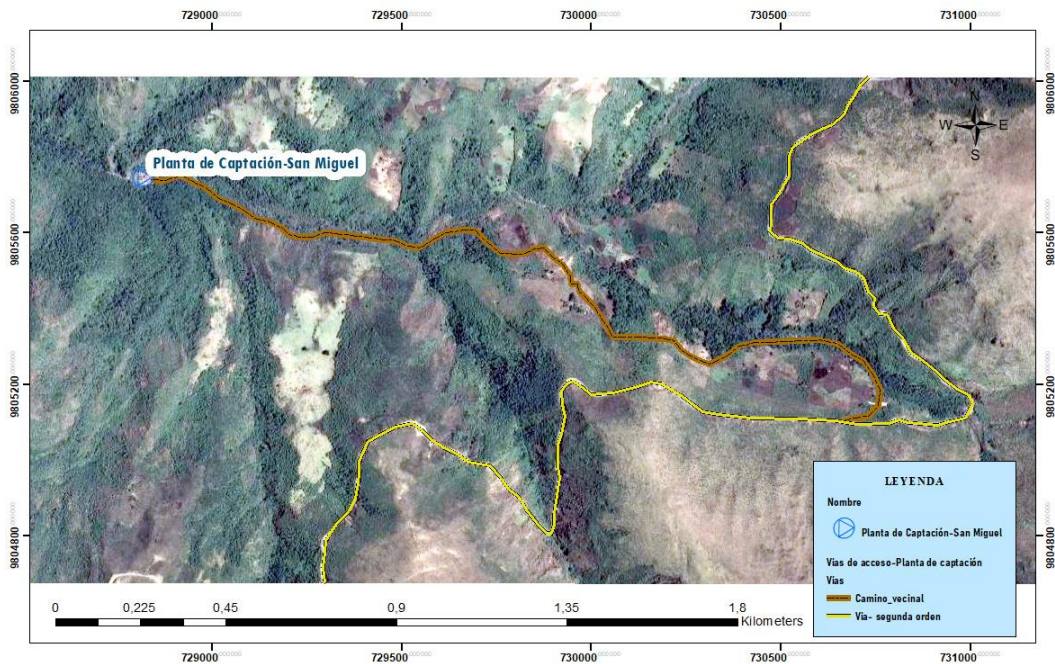 729000 729500 730000 730500 731000
9806000 9806000
N
W E
S
Planta de Captación-San Miguel
9805600 9805600
9805200 9805200
9804800 9804800
LEYENDA
Nombre
Planta de Captación-San Miguel
Vias de acceso-Planta de captación
Vias
Camino_vecinal
Via- segunda orden
0 0,225 0,45 0,9 1,35 1,8
Kilometers
729000 729500 730000 730500 731000